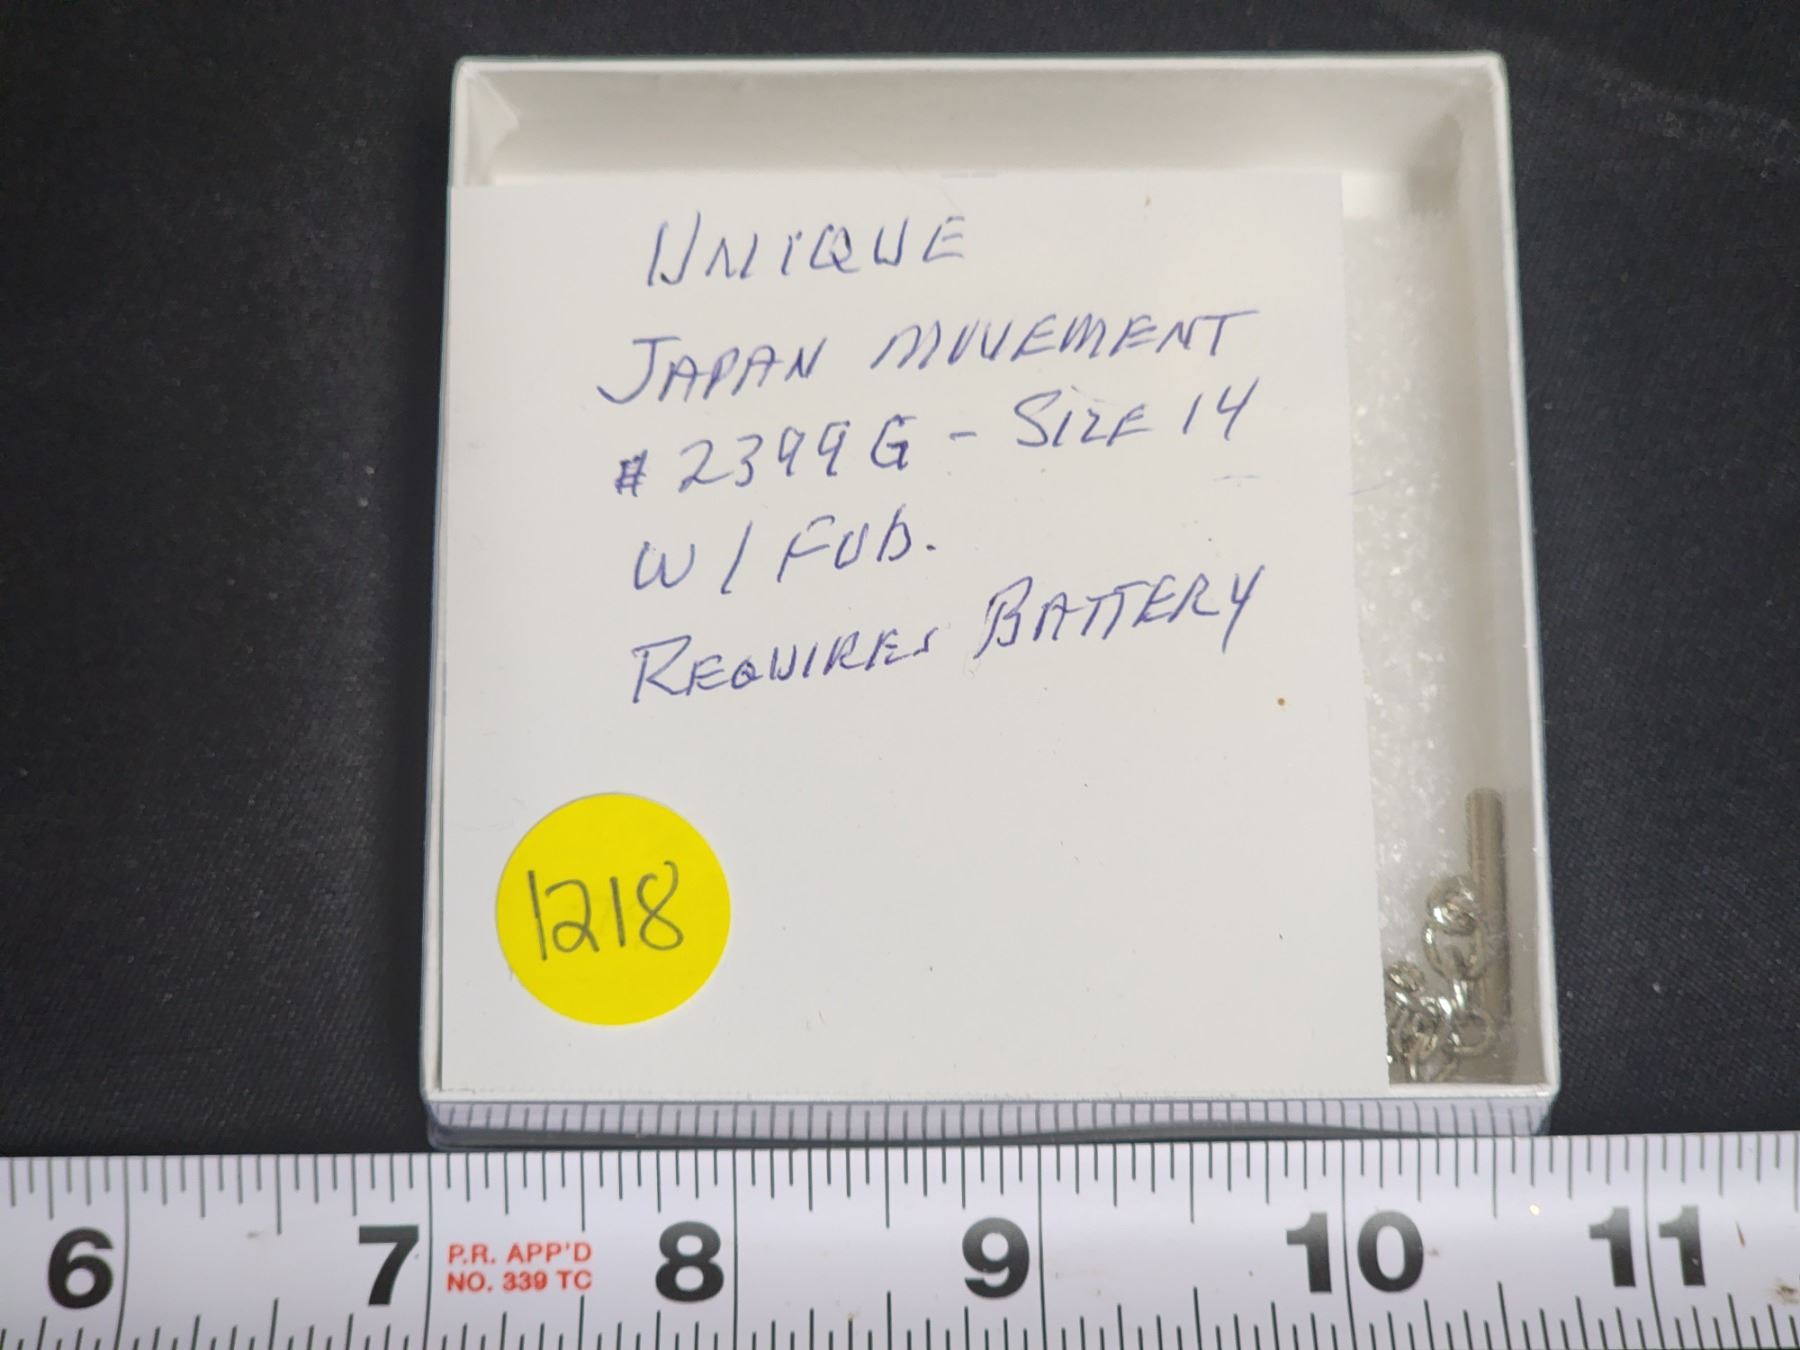 UNIQUE
JAPAN MOVEMENT
#2399G - SIZE 14
W/ FOB.
REQUIRES BATTERY
1218
6 7 8 9 10 11
P.R. APP'D
NO. 339 TC